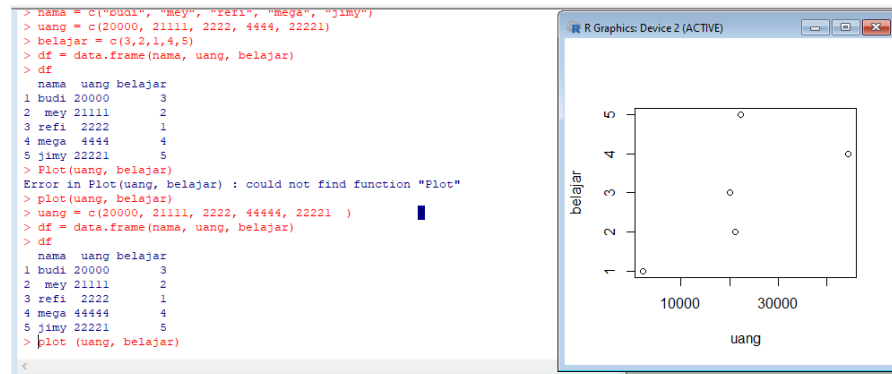 > nama = c("budi", "mey", "refi", "mega", "jimy")
> uang = c(20000, 21111, 2222, 4444, 22221)
> belajar = c(3,2,1,4,5)
> df = data.frame(nama, uang, belajar)
> df
nama uang belajar
1 budi 20000 3
2 mey 21111 2
3 refi 2222 1
4 mega 4444 4
5 jimy 22221 5
> Plot(uang, belajar)
Error in Plot(uang, belajar) : could not find function "Plot"
> plot(uang, belajar)
> uang = c(20000, 21111, 2222, 44444, 22221  )
> df = data.frame(nama, uang, belajar)
> df
nama uang belajar
1 budi 20000 3
2 mey 21111 2
3 refi 2222 1
4 mega 44444 4
5 jimy 22221 5
> plot (uang, belajar)
R Graphics: Device 2 (ACTIVE)
5
4
3
2
1
belajar
10000 30000
uang